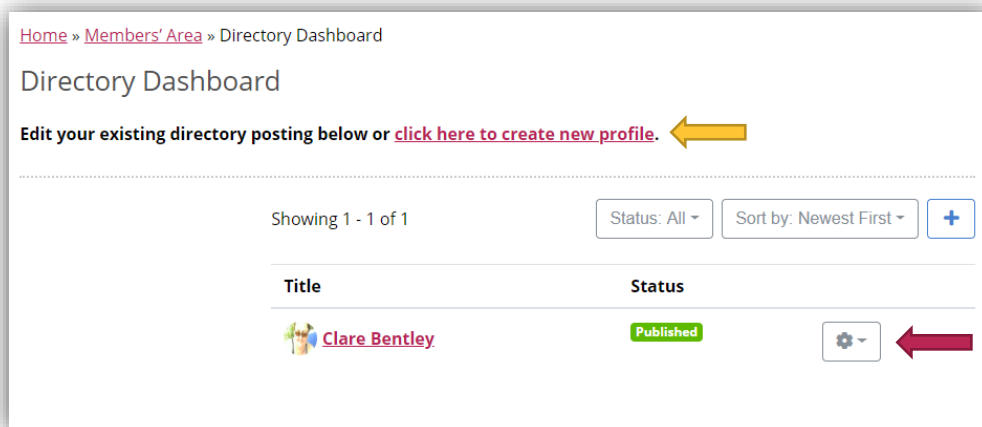 Home » Members' Area » Directory Dashboard
Directory Dashboard
Edit your existing directory posting below or click here to create new profile.
Showing 1 - 1 of 1 Status: All Sort by: Newest First +
Title Status
Clare Bentley Published